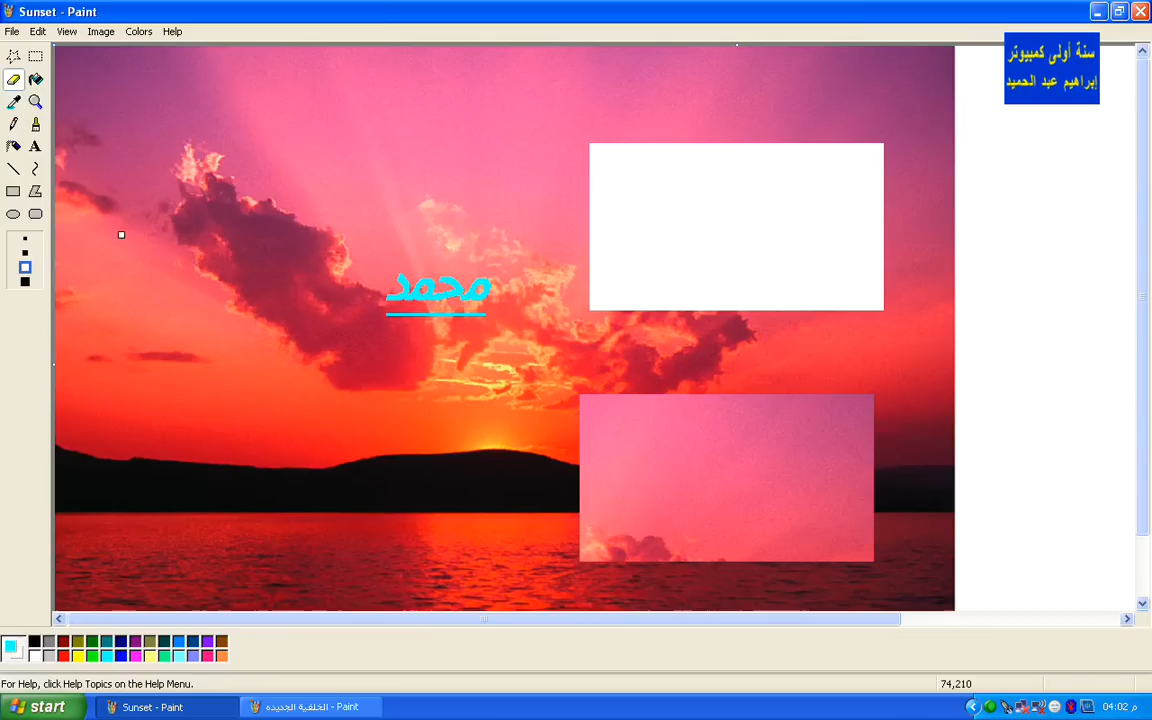 Sunset - Paint
File Edit View Image Colors Help
سنة أولى كمبيوتر
إبراهيم عبد الحميد
محمد
For Help, click Help Topics on the Help Menu.
74,210
start
Sunset - Paint
الخلفية الجديده - Paint
04:02 م